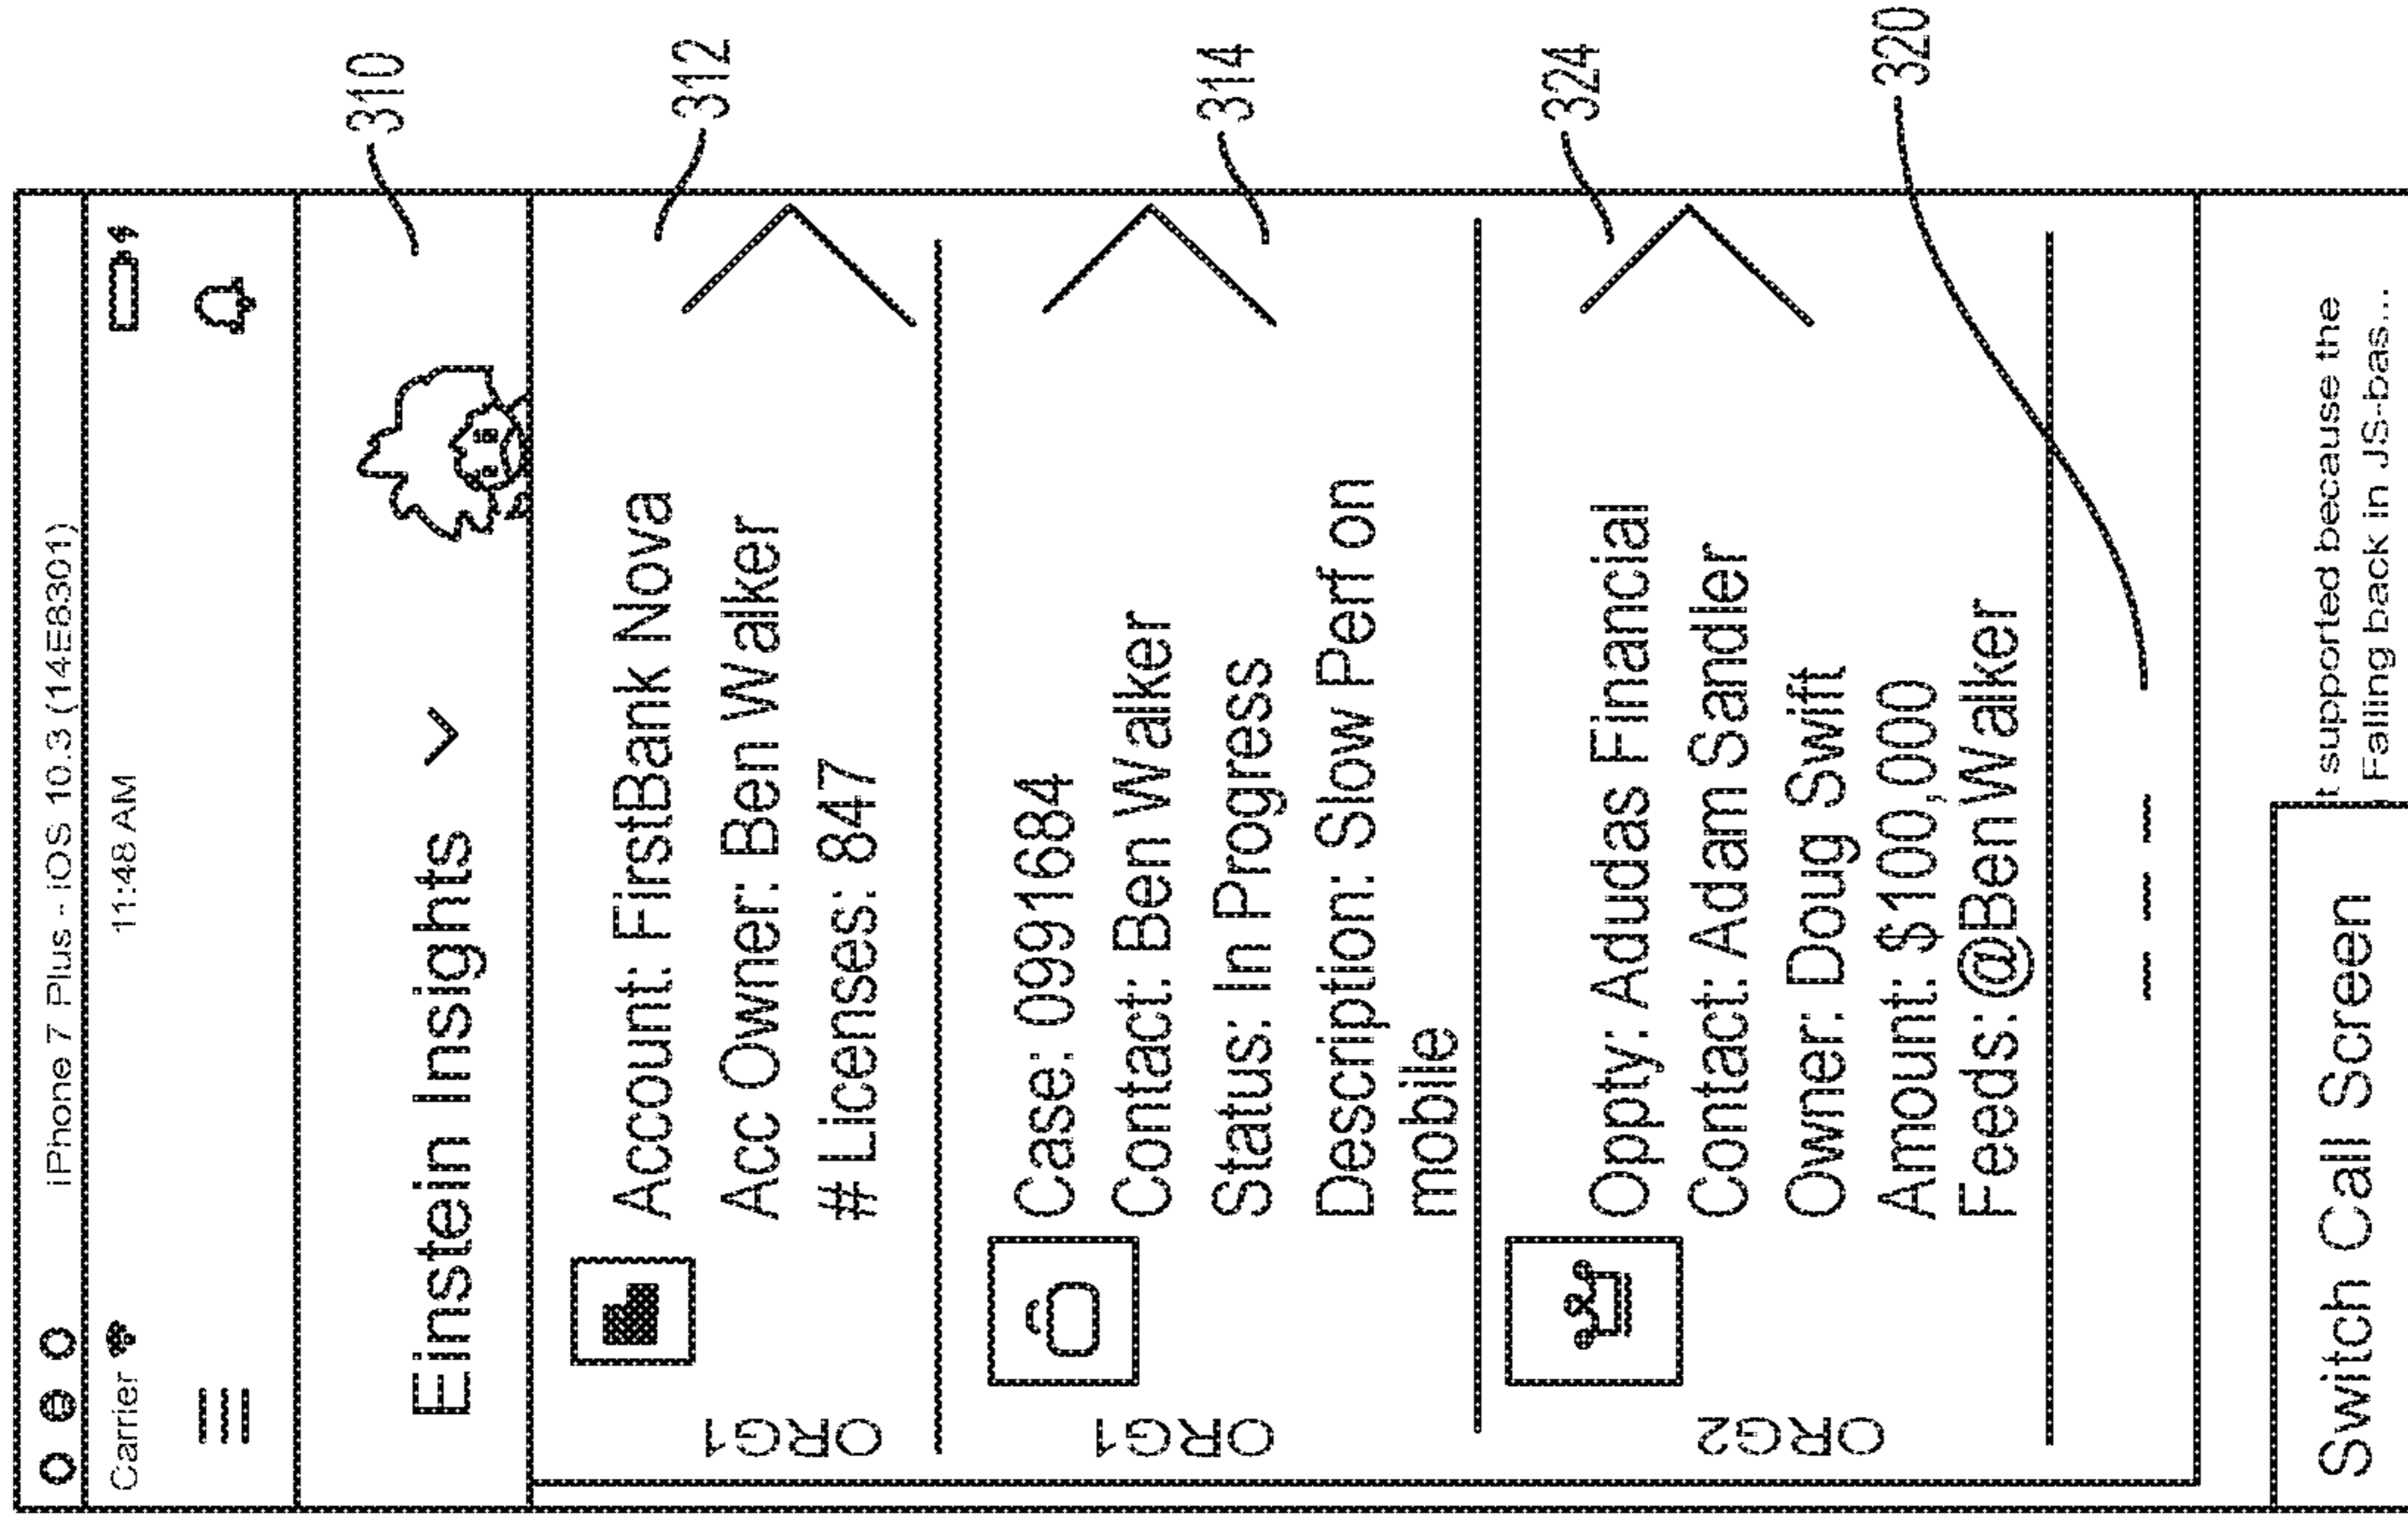 iPhone 7 Plus - iOS 10.3 (14E8301)
Carrier 11:48 AM
Einstein Insights
310
ORG1
Account: FirstBank Nova
Acc Owner: Ben Walker
# Licenses: 847
312
ORG1
Case: 0991684
Contact: Ben Walker
Status: In Progress
Description: Slow Perf on
mobile
314
ORG2
Oppty: Adudas Financial
Contact: Adam Sandler
Owner: Doug Swift
Amount: $100,000
Feeds: @Ben Walker
324
320
Switch Call Screen
t supported because the
Falling back in JS-bas...